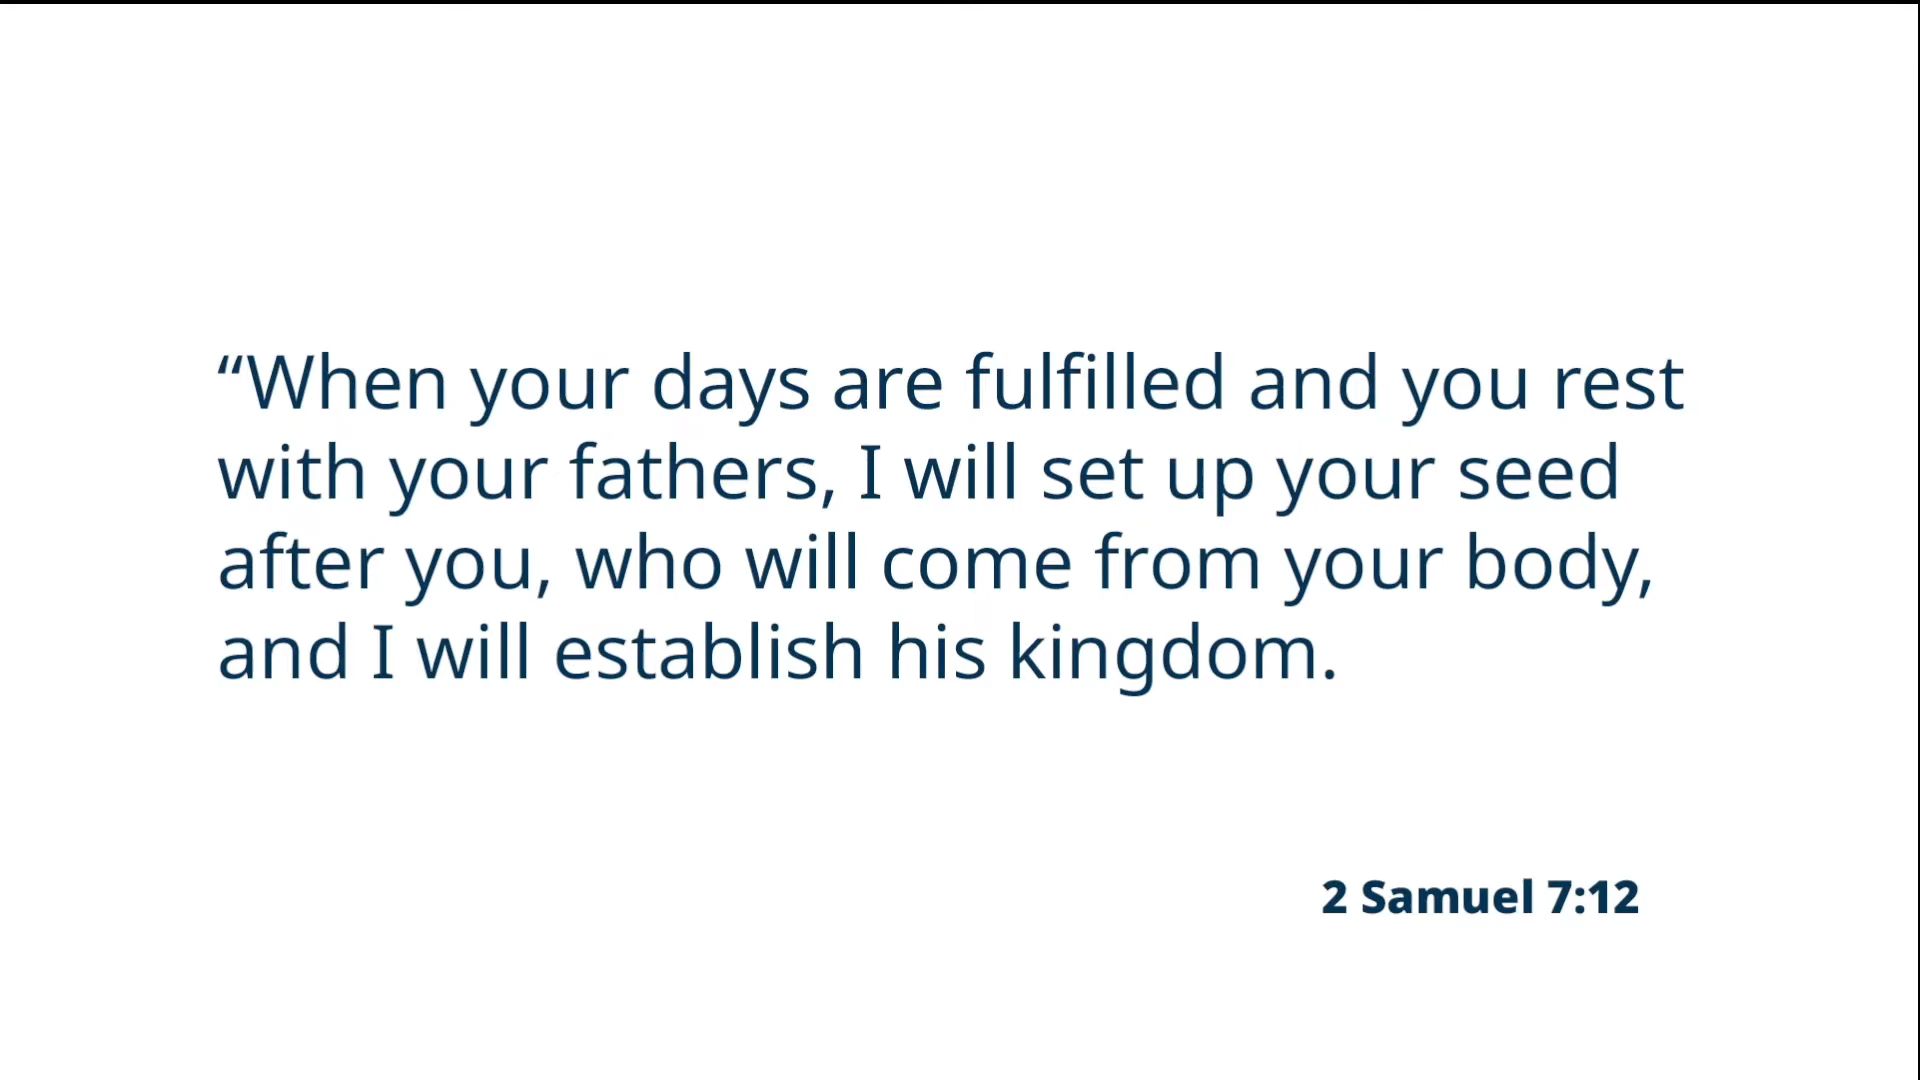 “When your days are fulfilled and you rest
with your fathers, I will set up your seed
after you, who will come from your body,
and I will establish his kingdom.
2 Samuel 7:12